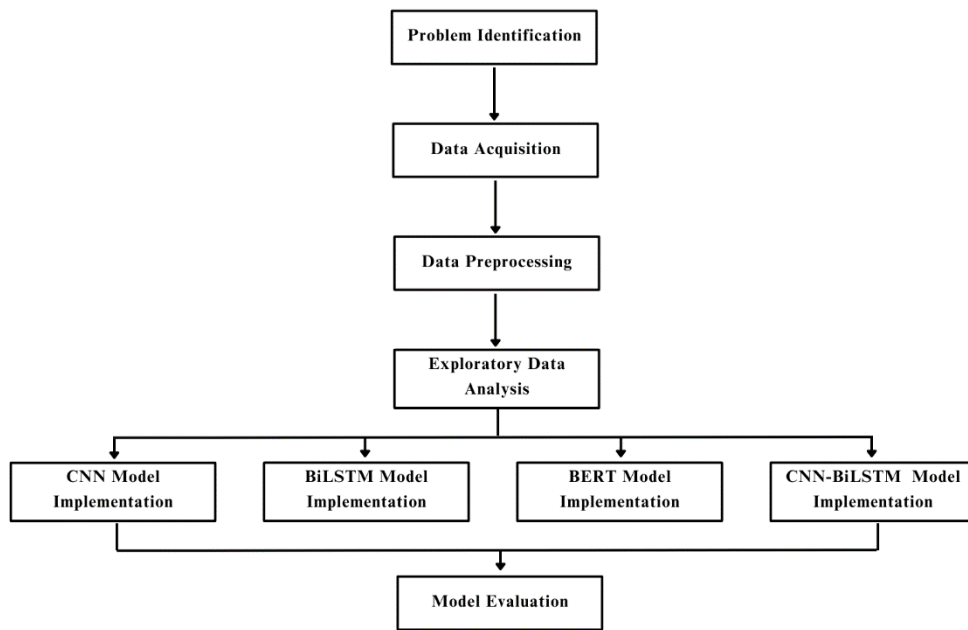 Problem Identification
Data Acquisition
Data Preprocessing
Exploratory Data
Analysis
CNN Model
Implementation
BiLSTM Model
Implementation
BERT Model
Implementation
CNN-BiLSTM Model
Implementation
Model Evaluation